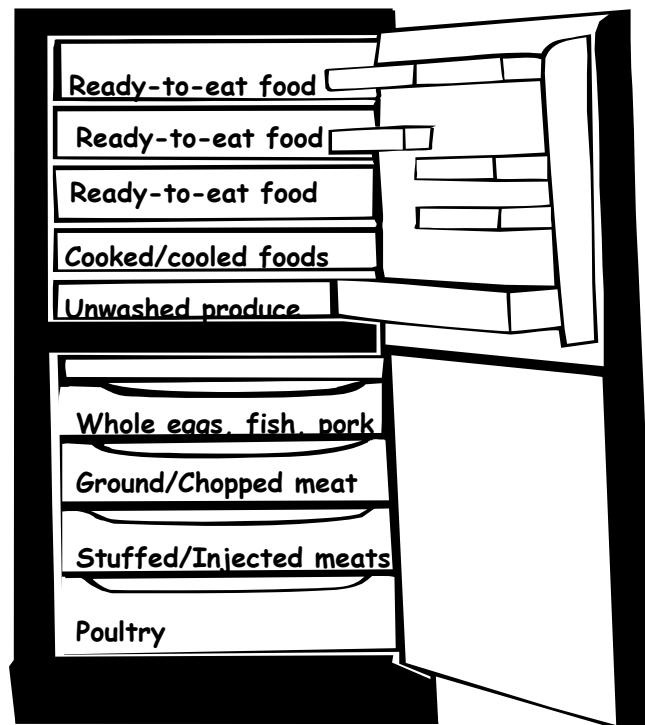 Ready-to-eat food
Ready-to-eat food
Ready-to-eat food
Cooked/cooled foods
Unwashed produce
Whole eggs, fish, pork
Ground/Chopped meat
Stuffed/Injected meats
Poultry